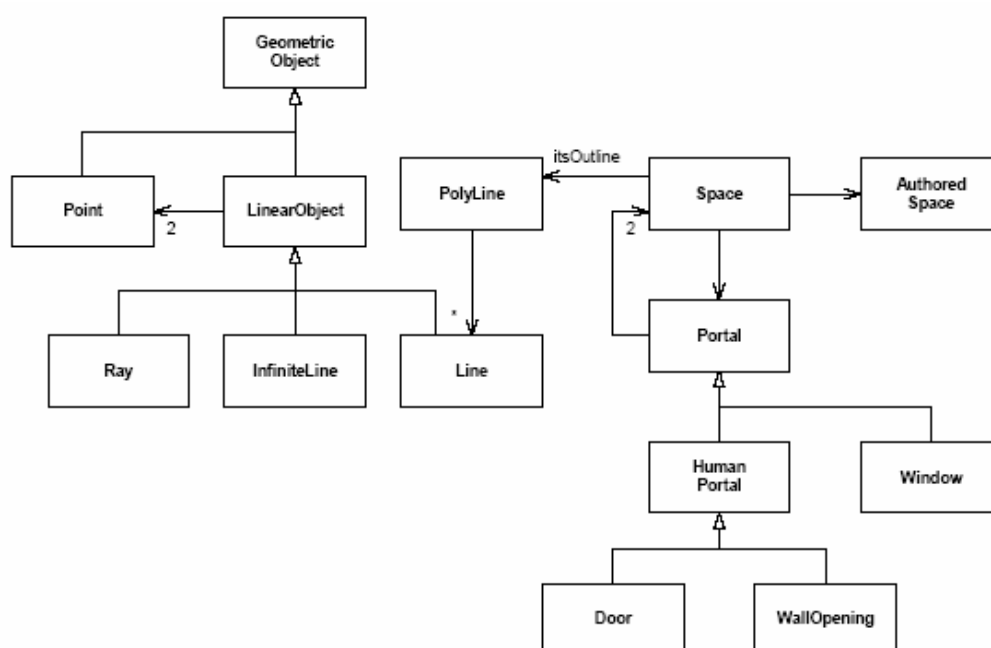 Geometric
Object
itsOutline
Point
LinearObject
PolyLine
Space
Authored
Space
2
2
*
Portal
Ray
InfiniteLine
Line
Human
Portal
Window
Door
WallOpening